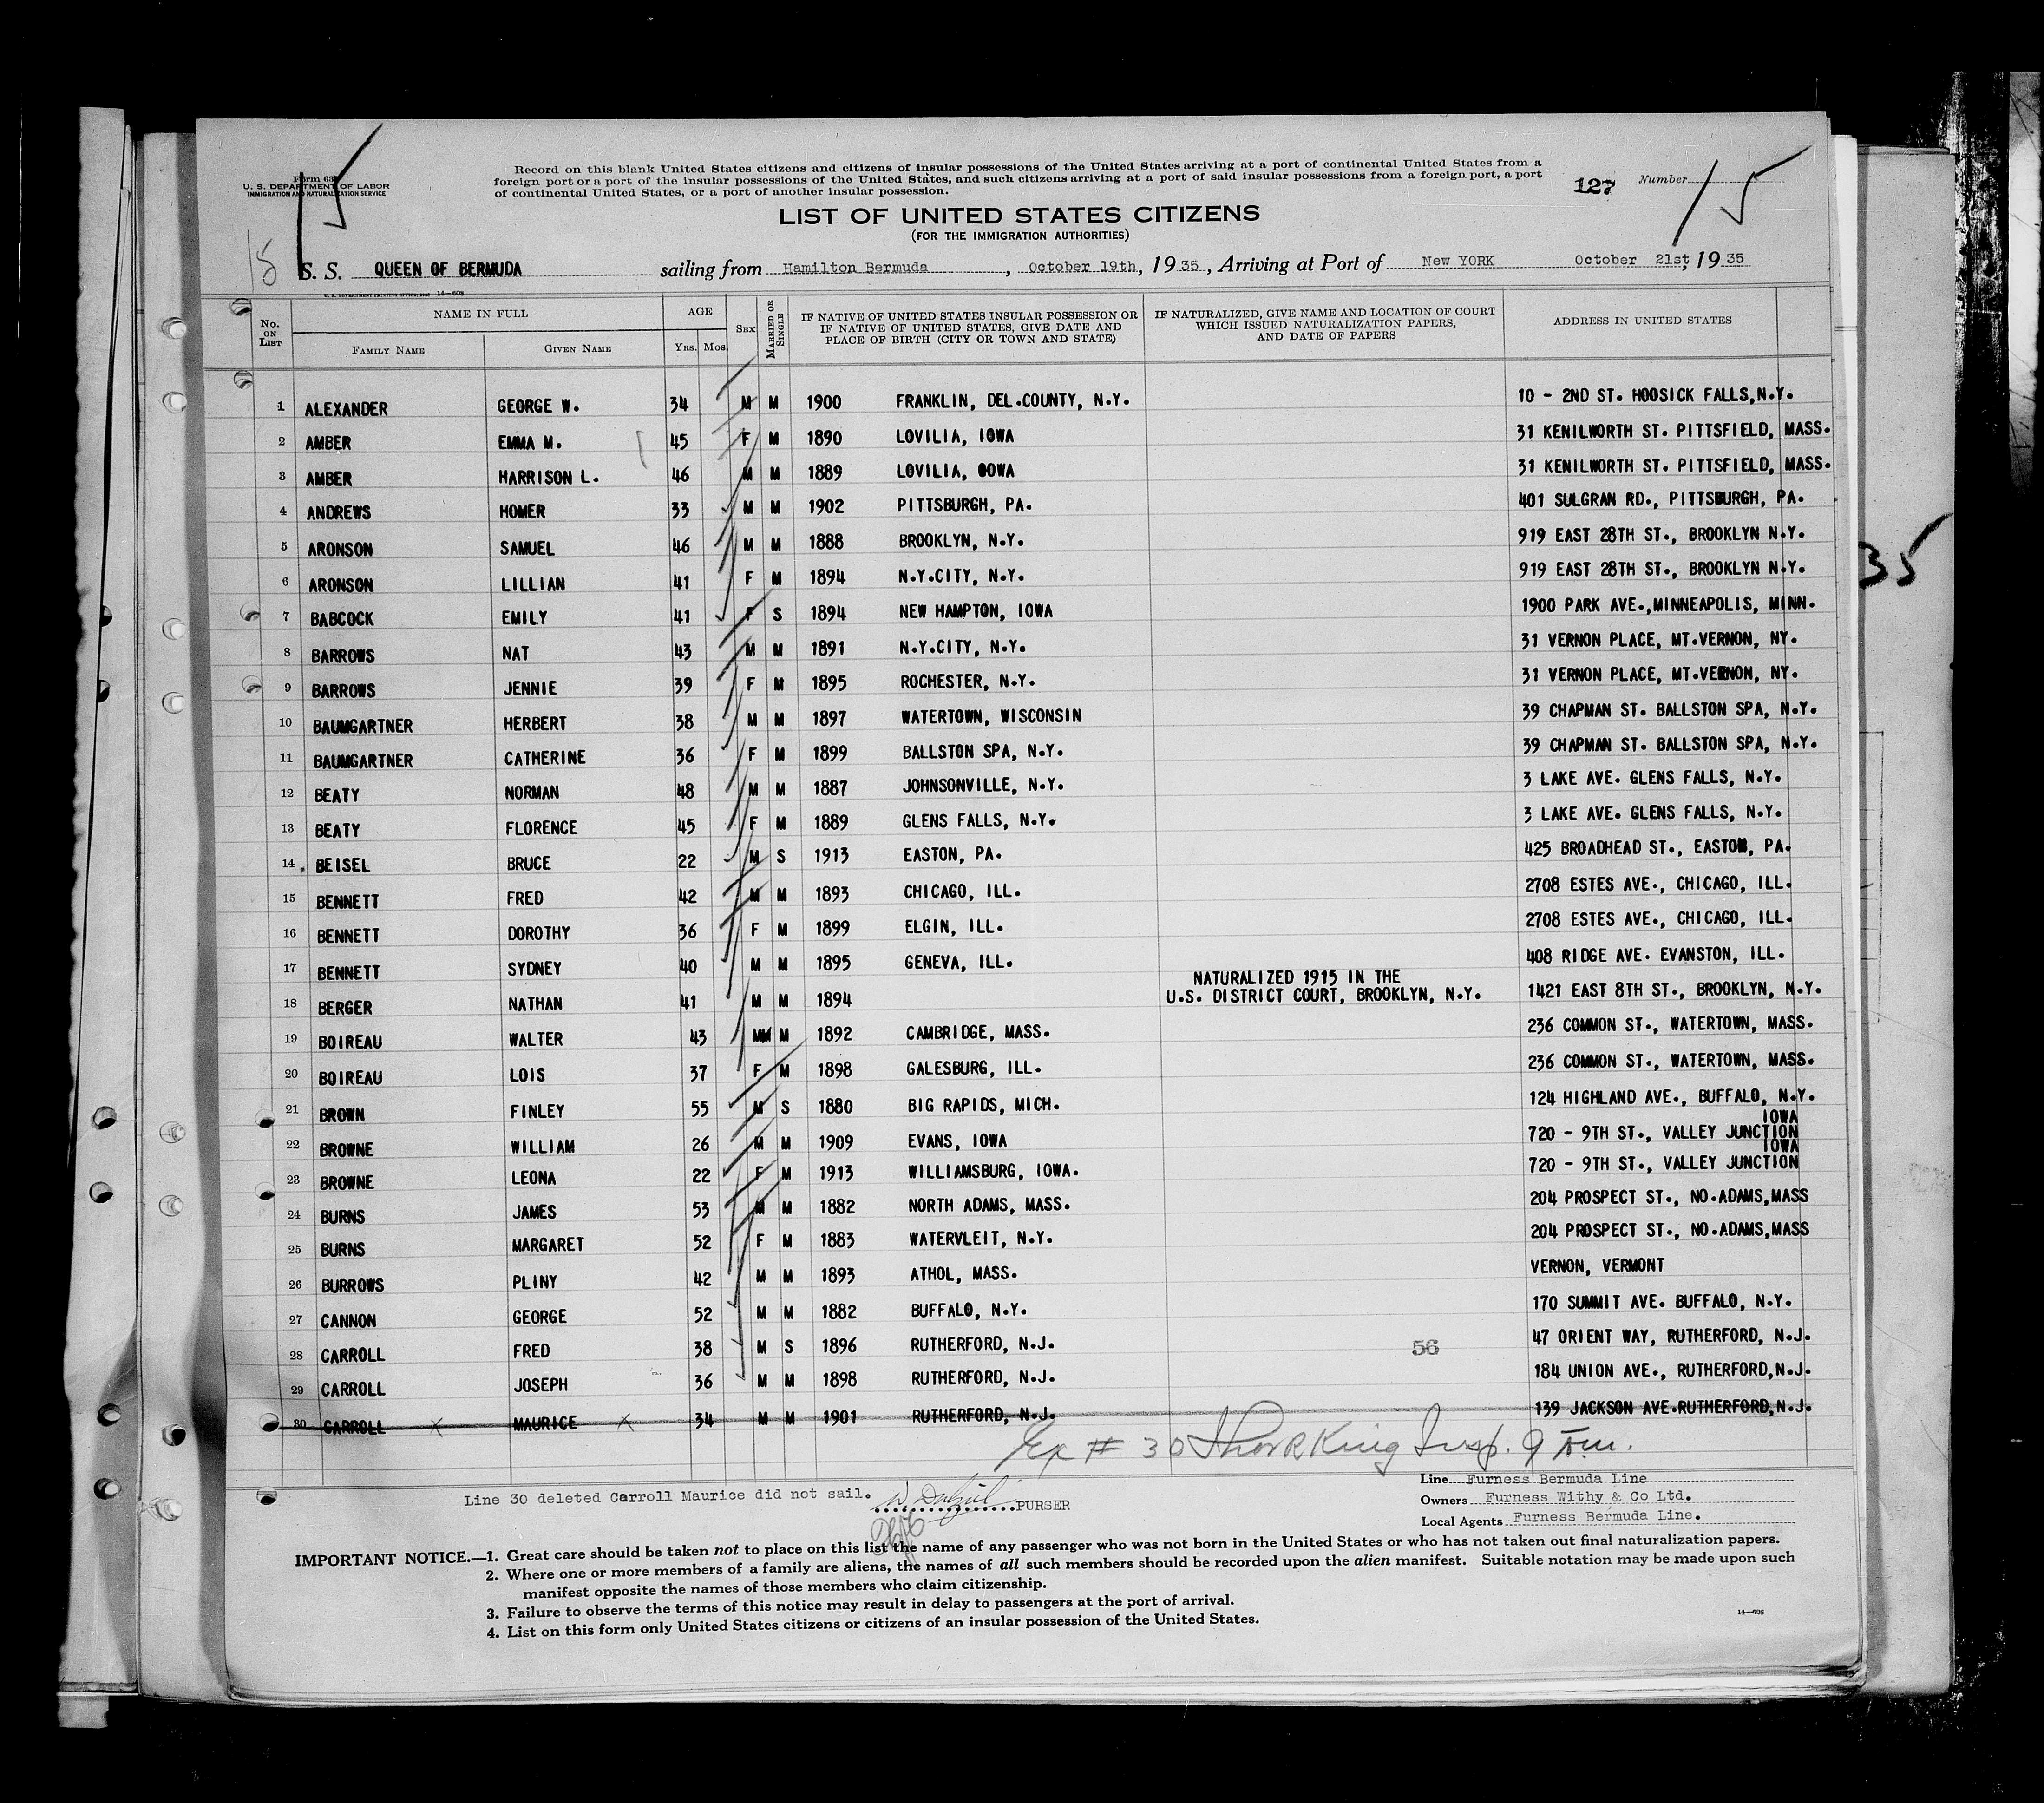 Form 63
U. S. DEPARTMENT OF LABOR
IMMIGRATION AND NATURALIZATION SERVICE
15
Record on this blank United States citizens and citizens of insular possessions of the United States arriving at a port of continental United States from a
foreign port or a port of the insular possessions of the United States, and such citizens arriving at a port of said insular possessions from a foreign port, a port
of continental United States, or a port of another insular possession.
127 Number 15
LIST OF UNITED STATES CITIZENS
(FOR THE IMMIGRATION AUTHORITIES)
15
S. S. QUEEN OF BERMUDA sailing from Hamilton Bermuda, October 19th, 1935, Arriving at Port of New YORK October 21st, 1935
U. S. GOVERNMENT PRINTING OFFICE 14—608
No. ON LIST NAME IN FULL AGE SEX MARRIED OR SINGLE IF NATIVE OF UNITED STATES INSULAR POSSESSION OR IF NATIVE OF UNITED STATES, GIVE DATE AND PLACE OF BIRTH (CITY OR TOWN AND STATE) IF NATURALIZED, GIVE NAME AND LOCATION OF COURT WHICH ISSUED NATURALIZATION PAPERS, AND DATE OF PAPERS ADDRESS IN UNITED STATES
FAMILY NAME GIVEN NAME Yrs. Mos.
1 ALEXANDER GEORGE W. 34 M M 1900 FRANKLIN, DEL.COUNTY, N.Y. 10 - 2ND ST. HOOSICK FALLS,N.Y.
2 AMBER EMMA M. 45 F M 1890 LOVILIA, IOWA 31 KENILWORTH ST. PITTSFIELD, MASS.
3 AMBER HARRISON L. 46 M M 1889 LOVILIA, OOWA 31 KENILWORTH ST. PITTSFIELD, MASS.
4 ANDREWS HOMER 33 M M 1902 PITTSBURGH, PA. 401 SULGRAN RD., PITTSBURGH, PA.
5 ARONSON SAMUEL 46 M M 1888 BROOKLYN, N.Y. 919 EAST 28TH ST., BROOKLYN N.Y.
6 ARONSON LILLIAN 41 F M 1894 N.Y.CITY, N.Y. 919 EAST 28TH ST., BROOKLYN N.Y.
7 BABCOCK EMILY 41 F S 1894 NEW HAMPTON, IOWA 1900 PARK AVE.,MINNEAPOLIS, MINN.
8 BARROWS NAT 43 M M 1891 N.Y.CITY, N.Y. 31 VERNON PLACE, MT.VERNON, NY.
9 BARROWS JENNIE 39 F M 1895 ROCHESTER, N.Y. 31 VERNON PLACE, MT.VERNON, NY.
10 BAUMGARTNER HERBERT 38 M M 1897 WATERTOWN, WISCONSIN 39 CHAPMAN ST. BALLSTON SPA, N.Y.
11 BAUMGARTNER CATHERINE 36 F M 1899 BALLSTON SPA, N.Y. 39 CHAPMAN ST. BALLSTON SPA, N.Y.
12 BEATY NORMAN 48 M M 1887 JOHNSONVILLE, N.Y. 3 LAKE AVE. GLENS FALLS, N.Y.
13 BEATY FLORENCE 45 F M 1889 GLENS FALLS, N.Y. 3 LAKE AVE. GLENS FALLS, N.Y.
14 BEISEL BRUCE 22 M S 1913 EASTON, PA. 425 BROADHEAD ST., EASTON, PA.
15 BENNETT FRED 42 M M 1893 CHICAGO, ILL. 2708 ESTES AVE., CHICAGO, ILL.
16 BENNETT DOROTHY 36 F M 1899 ELGIN, ILL. 2708 ESTES AVE., CHICAGO, ILL.
17 BENNETT SYDNEY 40 M M 1895 GENEVA, ILL. 408 RIDGE AVE. EVANSTON, ILL.
18 BERGER NATHAN 41 M M 1894 NATURALIZED 1915 IN THE U.S. DISTRICT COURT, BROOKLYN, N.Y. 1421 EAST 8TH ST., BROOKLYN, N.Y.
19 BOIREAU WALTER 43 MM M 1892 CAMBRIDGE, MASS. 236 COMMON ST., WATERTOWN, MASS.
20 BOIREAU LOIS 37 F M 1898 GALESBURG, ILL. 236 COMMON ST., WATERTOWN, MASS.
21 BROWN FINLEY 55 M S 1880 BIG RAPIDS, MICH. 124 HIGHLAND AVE., BUFFALO, N.Y.
22 BROWNE WILLIAM 26 M M 1909 EVANS, IOWA 720 - 9TH ST., VALLEY JUNCTION IOWA
23 BROWNE LEONA 22 F M 1913 WILLIAMSBURG, IOWA. 720 - 9TH ST., VALLEY JUNCTION IOWA
24 BURNS JAMES 53 M M 1882 NORTH ADAMS, MASS. 204 PROSPECT ST., NO.ADAMS,MASS
25 BURNS MARGARET 52 F M 1883 WATERVLEIT, N.Y. 204 PROSPECT ST., NO.ADAMS,MASS
26 BURROWS PLINY 42 M M 1893 ATHOL, MASS. VERNON, VERMONT
27 CANNON GEORGE 52 M M 1882 BUFFALO, N.Y. 170 SUMMIT AVE. BUFFALO, N.Y.
28 CARROLL FRED 38 M S 1896 RUTHERFORD, N.J. 56 47 ORIENT WAY, RUTHERFORD, N.J.
29 CARROLL JOSEPH 36 M M 1898 RUTHERFORD, N.J. 184 UNION AVE., RUTHERFORD,N.J.
30 CARROLL X MAURICE X 34 M M 1901 RUTHERFORD, N.J. 139 JACKSON AVE.RUTHERFORD,N.J.
Ex # 30 King Insp. 9
Line 30 deleted Carroll Maurice did not sail. PURSER
Line Furness Bermuda Line
Owners Furness Withy & Co Ltd.
Local Agents Furness Bermuda Line.
IMPORTANT NOTICE.—1. Great care should be taken not to place on this list the name of any passenger who was not born in the United States or who has not taken out final naturalization papers.
2. Where one or more members of a family are aliens, the names of all such members should be recorded upon the alien manifest. Suitable notation may be made upon such
manifest opposite the names of those members who claim citizenship.
3. Failure to observe the terms of this notice may result in delay to passengers at the port of arrival.
4. List on this form only United States citizens or citizens of an insular possession of the United States.
14—608
35